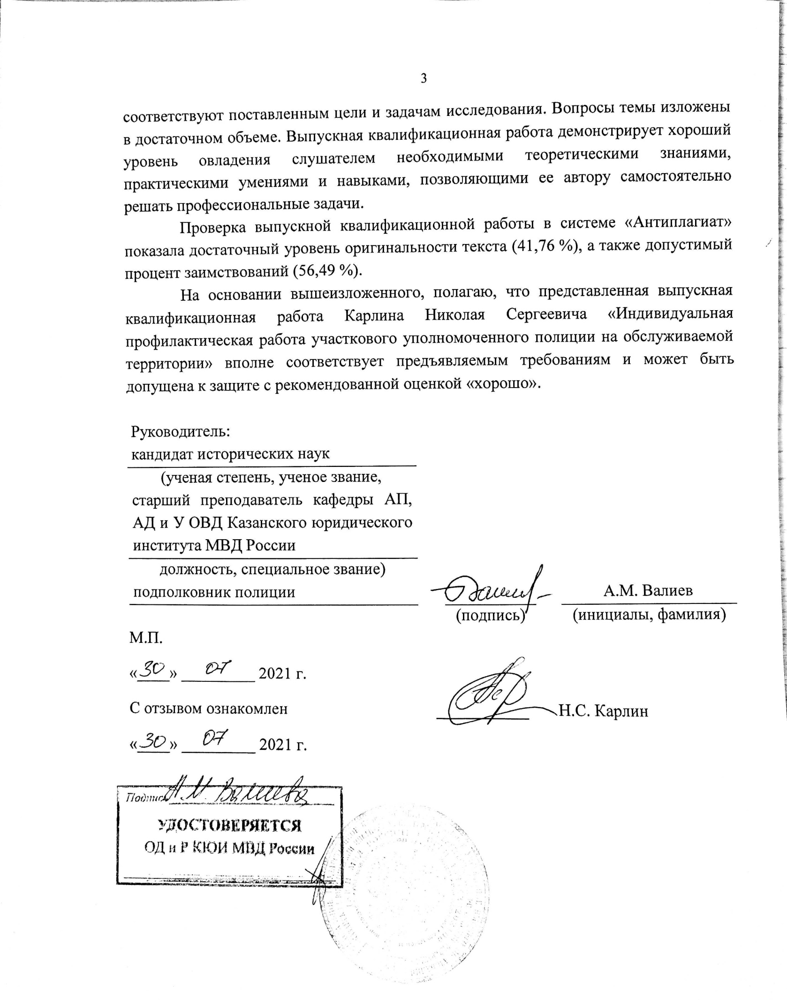 3
соответствуют поставленным цели и задачам исследования. Вопросы темы изложены
в достаточном объеме. Выпускная квалификационная работа демонстрирует хороший
уровень овладения слушателем необходимыми теоретическими знаниями,
практическими умениями и навыками, позволяющими ее автору самостоятельно
решать профессиональные задачи.
Проверка выпускной квалификационной работы в системе «Антиплагиат»
показала достаточный уровень оригинальности текста (41,76 %), а также допустимый
процент заимствований (56,49 %).
На основании вышеизложенного, полагаю, что представленная выпускная
квалификационная работа Карлина Николая Сергеевича «Индивидуальная
профилактическая работа участкового уполномоченного полиции на обслуживаемой
территории» вполне соответствует предъявляемым требованиям и может быть
допущена к защите с рекомендованной оценкой «хорошо».
Руководитель:
кандидат исторических наук
(ученая степень, ученое звание,
старший преподаватель кафедры АП,
АД и У ОВД Казанского юридического
института МВД России
должность, специальное звание)
подполковник полиции
А.М. Валиев
(подпись) (инициалы, фамилия)
М.П.
«30» 07 2021 г.
С отзывом ознакомлен
Н.С. Карлин
«30» 07 2021 г.
Подпись А.М. Валиева
УДОСТОВЕРЯЕТСЯ
ОД и Р КЮИ МВД России